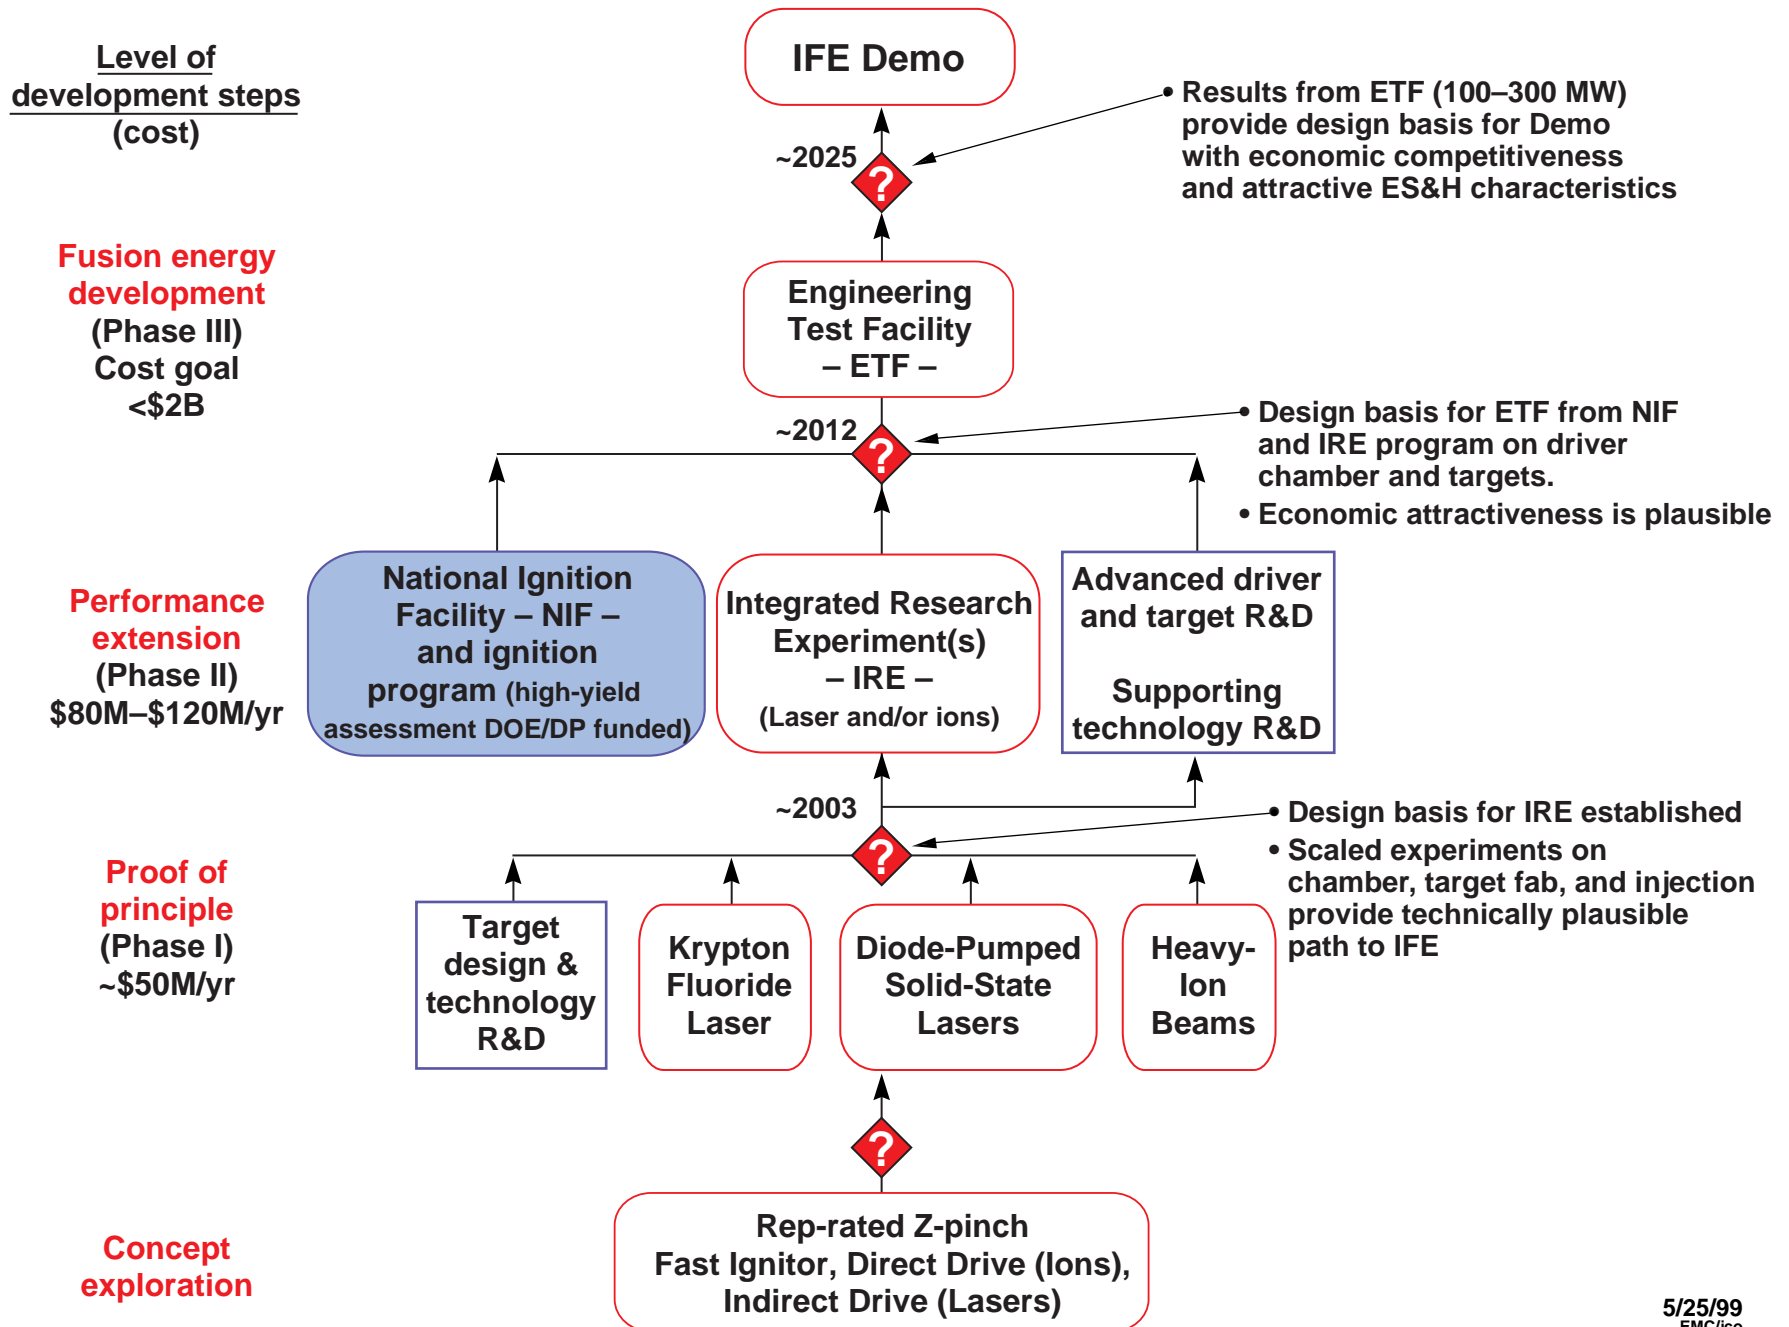 Level of
development steps
(cost)
IFE Demo
• Results from ETF (100–300 MW)
provide design basis for Demo
with economic competitiveness
and attractive ES&H characteristics
~2025
?
Fusion energy
development
(Phase III)
Cost goal
<$2B
Engineering
Test Facility
– ETF –
~2012
?
• Design basis for ETF from NIF
and IRE program on driver
chamber and targets.
• Economic attractiveness is plausible
Performance
extension
(Phase II)
$80M–$120M/yr
National Ignition
Facility – NIF –
and ignition
program (high-yield
assessment DOE/DP funded)
Integrated Research
Experiment(s)
– IRE –
(Laser and/or ions)
Advanced driver
and target R&D
Supporting
technology R&D
~2003
?
• Design basis for IRE established
• Scaled experiments on
chamber, target fab, and injection
provide technically plausible
path to IFE
Proof of
principle
(Phase I)
~$50M/yr
Target
design &
technology
R&D
Krypton
Fluoride
Laser
Diode-Pumped
Solid-State
Lasers
Heavy-
Ion
Beams
?
Concept
exploration
Rep-rated Z-pinch
Fast Ignitor, Direct Drive (Ions),
Indirect Drive (Lasers)
5/25/99